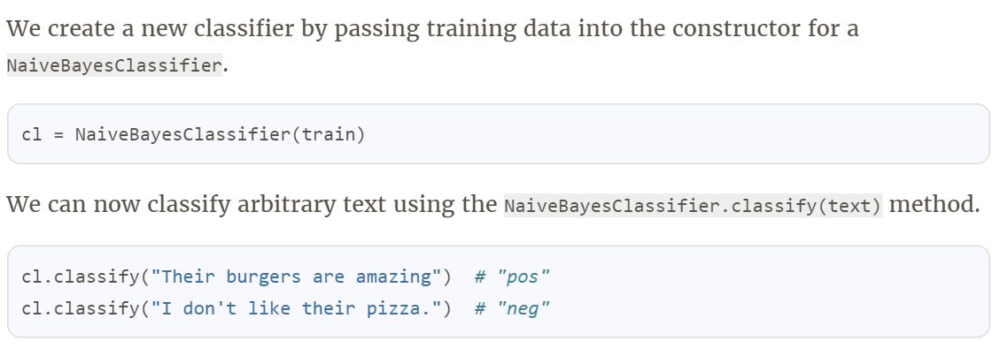 We create a new classifier by passing training data into the constructor for a
NaiveBayesClassifier.
cl = NaiveBayesClassifier(train)
We can now classify arbitrary text using the NaiveBayesClassifier.classify(text) method.
cl.classify("Their burgers are amazing")  # "pos"
cl.classify("I don't like their pizza.")  # "neg"